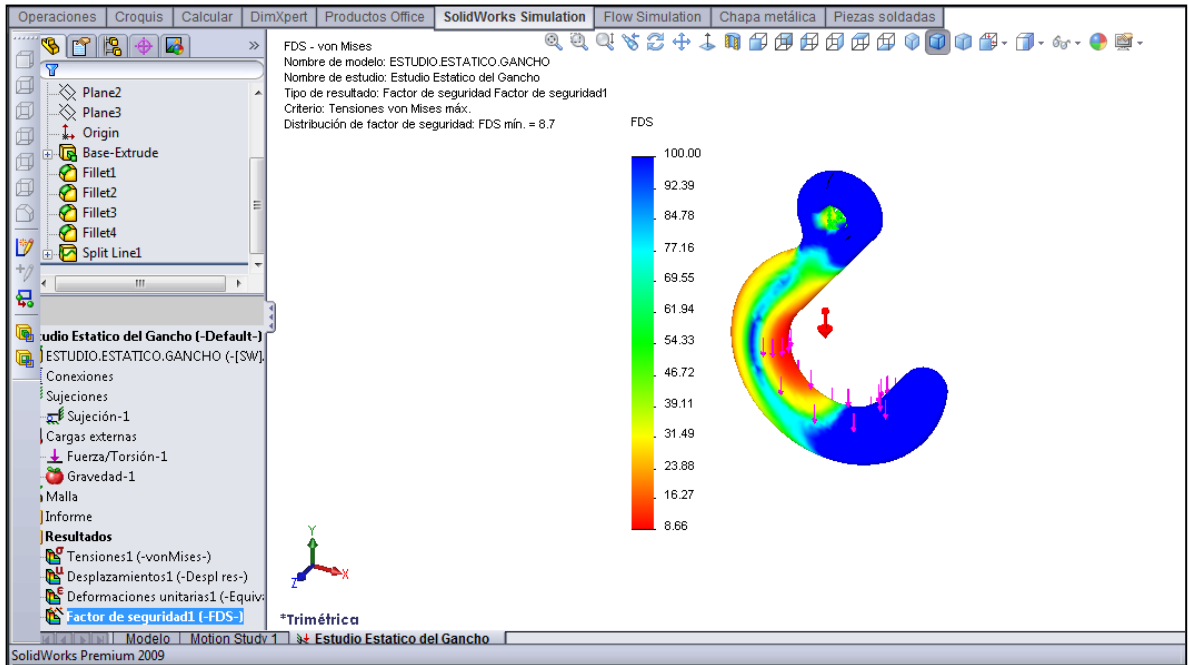 Operaciones Croquis Calcular DimXpert Productos Office SolidWorks Simulation Flow Simulation Chapa metálica Piezas soldadas
»
Plane2
Plane3
Origin
Base-Extrude
Fillet1
Fillet2
Fillet3
Fillet4
Split Line1
udio Estatico del Gancho (-Default-)
ESTUDIO.ESTATICO.GANCHO (-[SW].
Conexiones
Sujeciones
Sujeción-1
Cargas externas
Fuerza/Torsión-1
Gravedad-1
Malla
Informe
Resultados
Tensiones1 (-vonMises-)
Desplazamientos1 (-Despl res-)
Deformaciones unitarias1 (-Equiv
Factor de seguridad1 (-FDS-)
FDS - von Mises
Nombre de modelo: ESTUDIO.ESTATICO.GANCHO
Nombre de estudio: Estudio Estatico del Gancho
Tipo de resultado: Factor de seguridad Factor de seguridad1
Criterio: Tensiones von Mises máx.
Distribución de factor de seguridad: FDS mín. = 8.7
FDS
100.00
92.39
84.78
77.16
69.55
61.94
54.33
46.72
39.11
31.49
23.88
16.27
8.66
Y
X
Z
*Trimétrica
Modelo Motion Study 1 Estudio Estatico del Gancho
SolidWorks Premium 2009